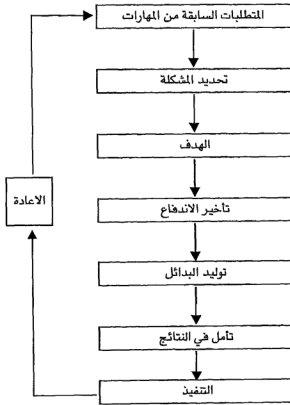 المتطلبات السابقة من المهارات
تحديد المشكلة
الهدف
تأخير الاندفاع
الاعادة
توليد البدائل
تأمل في النتائج
التنفيذ